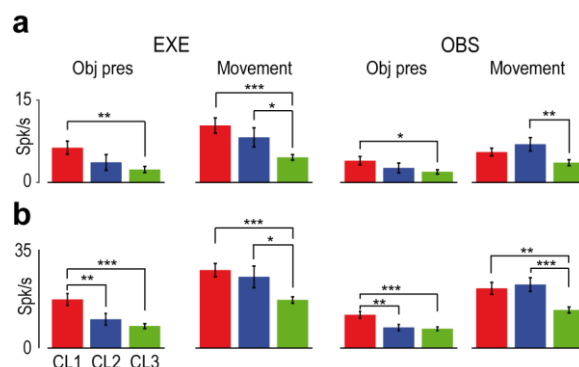 a
EXE OBS
Obj pres Movement Obj pres Movement
15
Spk/s
0
** *** * * **
b
35
Spk/s
0
*** ** *** * *** ** ** ***
CL1 CL2 CL3